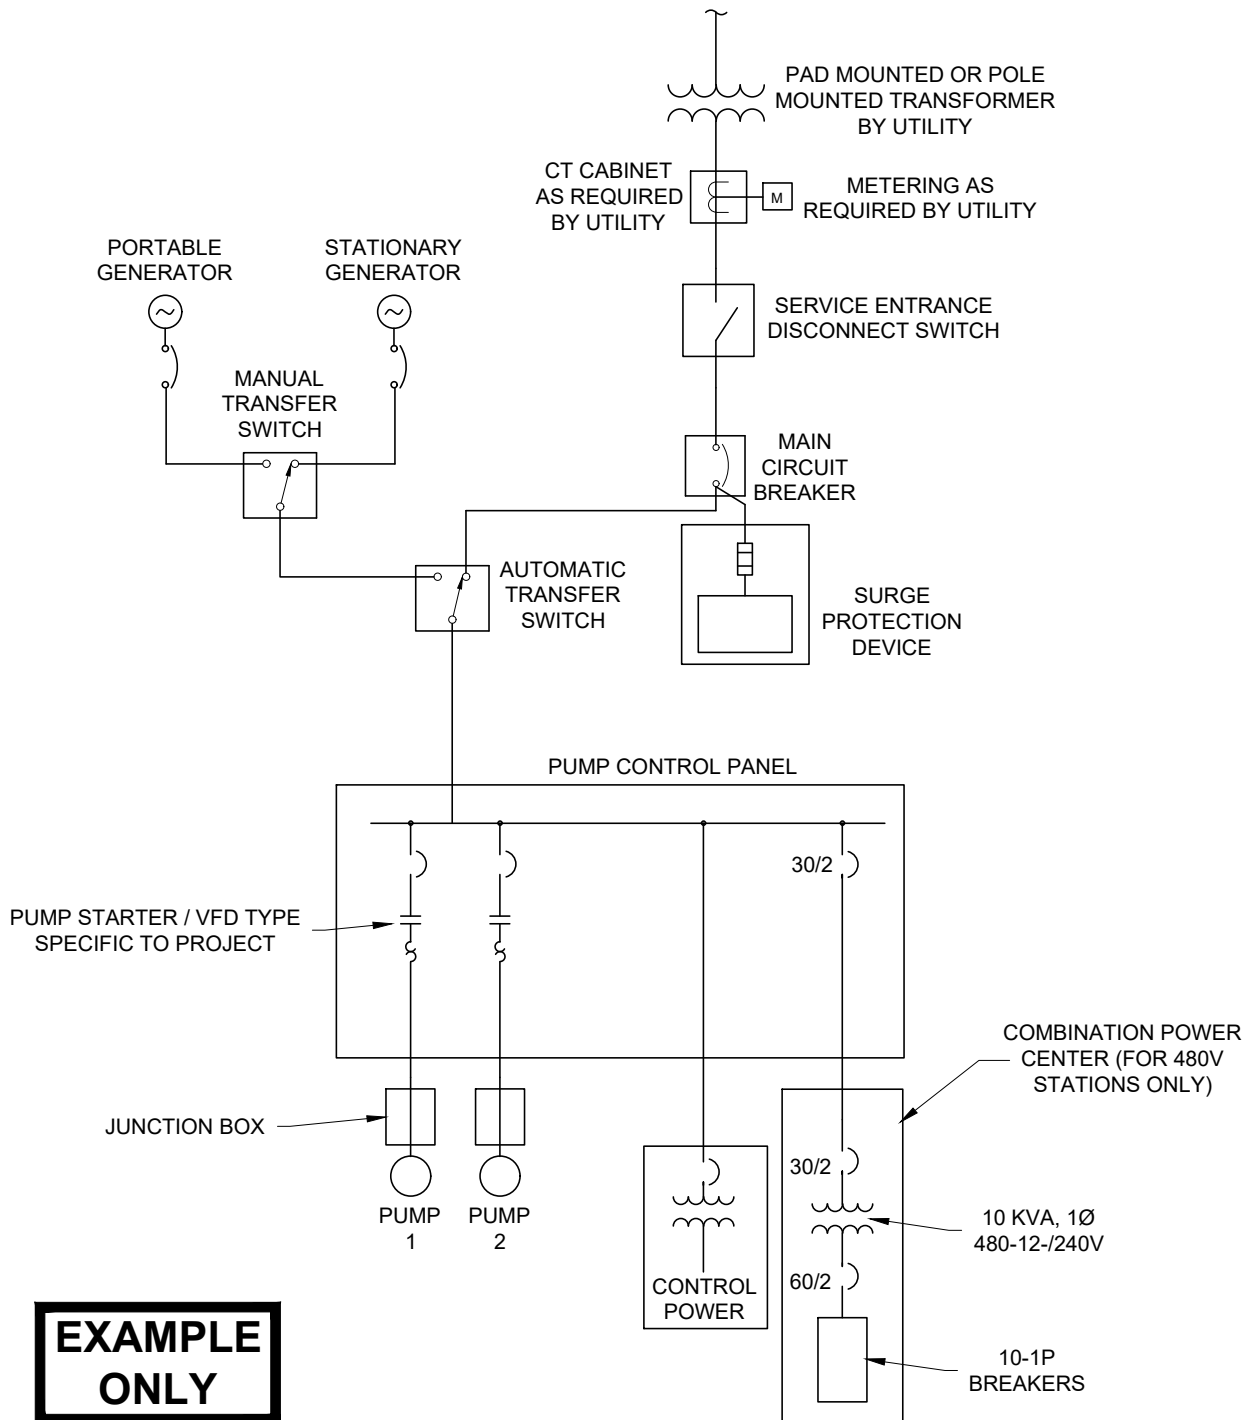 PAD MOUNTED OR POLE
MOUNTED TRANSFORMER
BY UTILITY
CT CABINET
AS REQUIRED
BY UTILITY
M
METERING AS
REQUIRED BY UTILITY
PORTABLE
GENERATOR
STATIONARY
GENERATOR
SERVICE ENTRANCE
DISCONNECT SWITCH
MANUAL
TRANSFER
SWITCH
MAIN
CIRCUIT
BREAKER
AUTOMATIC
TRANSFER
SWITCH
SURGE
PROTECTION
DEVICE
PUMP CONTROL PANEL
30/2
PUMP STARTER / VFD TYPE
SPECIFIC TO PROJECT
COMBINATION POWER
CENTER (FOR 480V
STATIONS ONLY)
JUNCTION BOX
30/2
PUMP
1
PUMP
2
10 KVA, 1Ø
480-12-/240V
60/2
CONTROL
POWER
10-1P
BREAKERS
EXAMPLE
ONLY